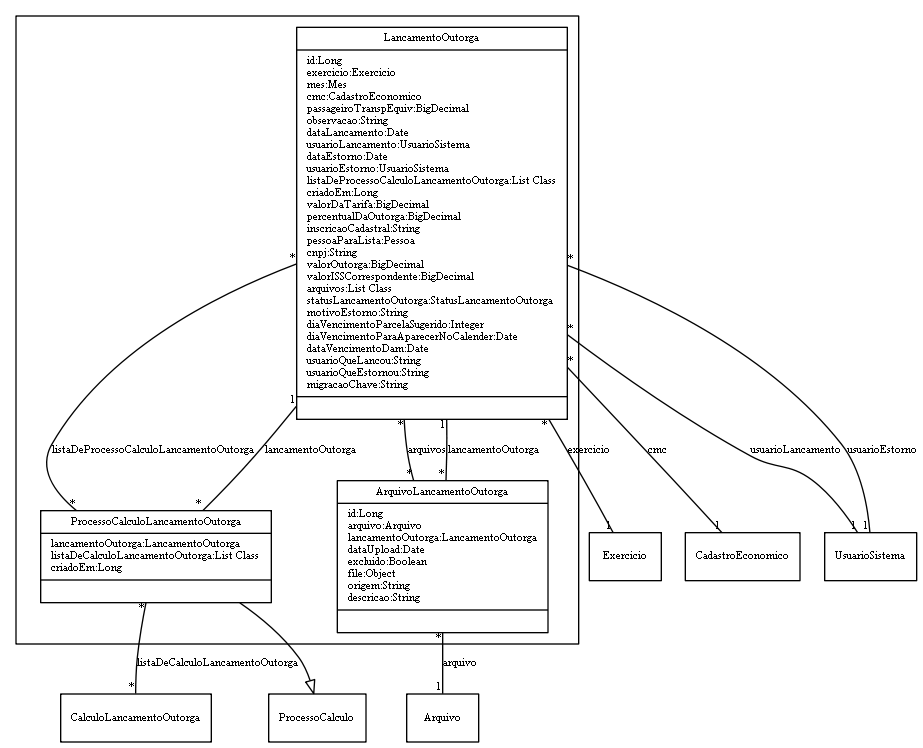 LancamentoOutorga
id:Long
exercicio:Exercicio
mes:Mes
cmc:CadastroEconomico
passageiroTranspEquiv:BigDecimal
observacao:String
dataLancamento:Date
usuarioLancamento:UsuarioSistema
dataEstorno:Date
usuarioEstorno:UsuarioSistema
listaDeProcessoCalculoLancamentoOutorga:List Class
criadoEm:Long
valorDaTarifa:BigDecimal
percentualDaOutorga:BigDecimal
inscricaoCadastral:String
pessoaParaLista:Pessoa
cnpj:String
valorOutorga:BigDecimal
valorISSCorrespondente:BigDecimal
arquivos:List Class
statusLancamentoOutorga:StatusLancamentoOutorga
motivoEstorno:String
diaVencimentoParcelaSugerido:Integer
diaVencimentoParaAparecerNoCalender:Date
dataVencimentoDam:Date
usuarioQueLancou:String
usuarioQueEstornou:String
migracaoChave:String
* *
*
*
1 * 1 *
listaDeProcessoCalculoLancamentoOutorga lancamentoOutorga arquivos lancamentoOutorga exercicio cmc usuarioLancamento usuarioEstorno
* * * *
ArquivoLancamentoOutorga
id:Long
arquivo:Arquivo
lancamentoOutorga:LancamentoOutorga
dataUpload:Date
excluido:Boolean
file:Object
origem:String
descricao:String
ProcessoCalculoLancamentoOutorga
lancamentoOutorga:LancamentoOutorga
listaDeCalculoLancamentoOutorga:List Class
criadoEm:Long
1 1 1 1
Exercicio CadastroEconomico UsuarioSistema
* *
listaDeCalculoLancamentoOutorga arquivo
* 1
CalculoLancamentoOutorga ProcessoCalculo Arquivo